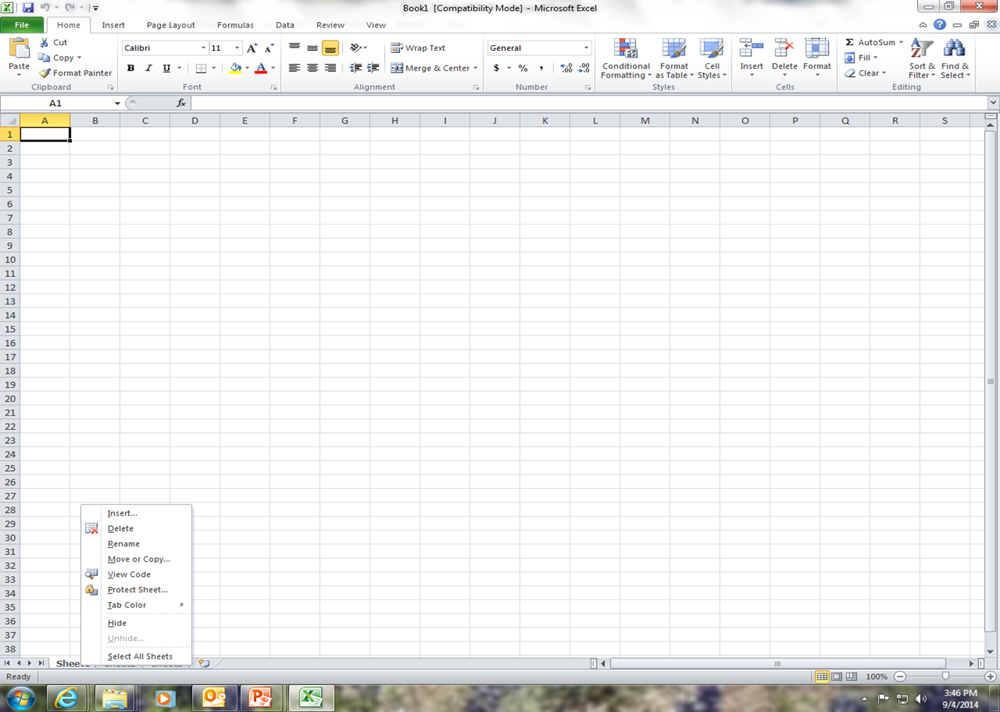 Book1 [Compatibility Mode] - Microsoft Excel
File Home Insert Page Layout Formulas Data Review View
Paste
Cut
Copy
Format Painter
Clipboard
Calibri 11
B I U
Font
Wrap Text
Merge & Center
Alignment
General
$ % ,
Number
Conditional Formatting
Format as Table
Cell Styles
Styles
Insert Delete Format
Cells
AutoSum
Fill
Clear
Sort & Filter
Find & Select
Editing
A1 fx
A B C D E F G H I J K L M N O P Q R S
1
2
3
4
5
6
7
8
9
10
11
12
13
14
15
16
17
18
19
20
21
22
23
24
25
26
27
28
29
30
31
32
33
34
35
36
37
38
Insert...
Delete
Rename
Move or Copy...
View Code
Protect Sheet...
Tab Color
Hide
Unhide...
Select All Sheets
Sheet1
Ready 100%
3:46 PM
9/4/2014